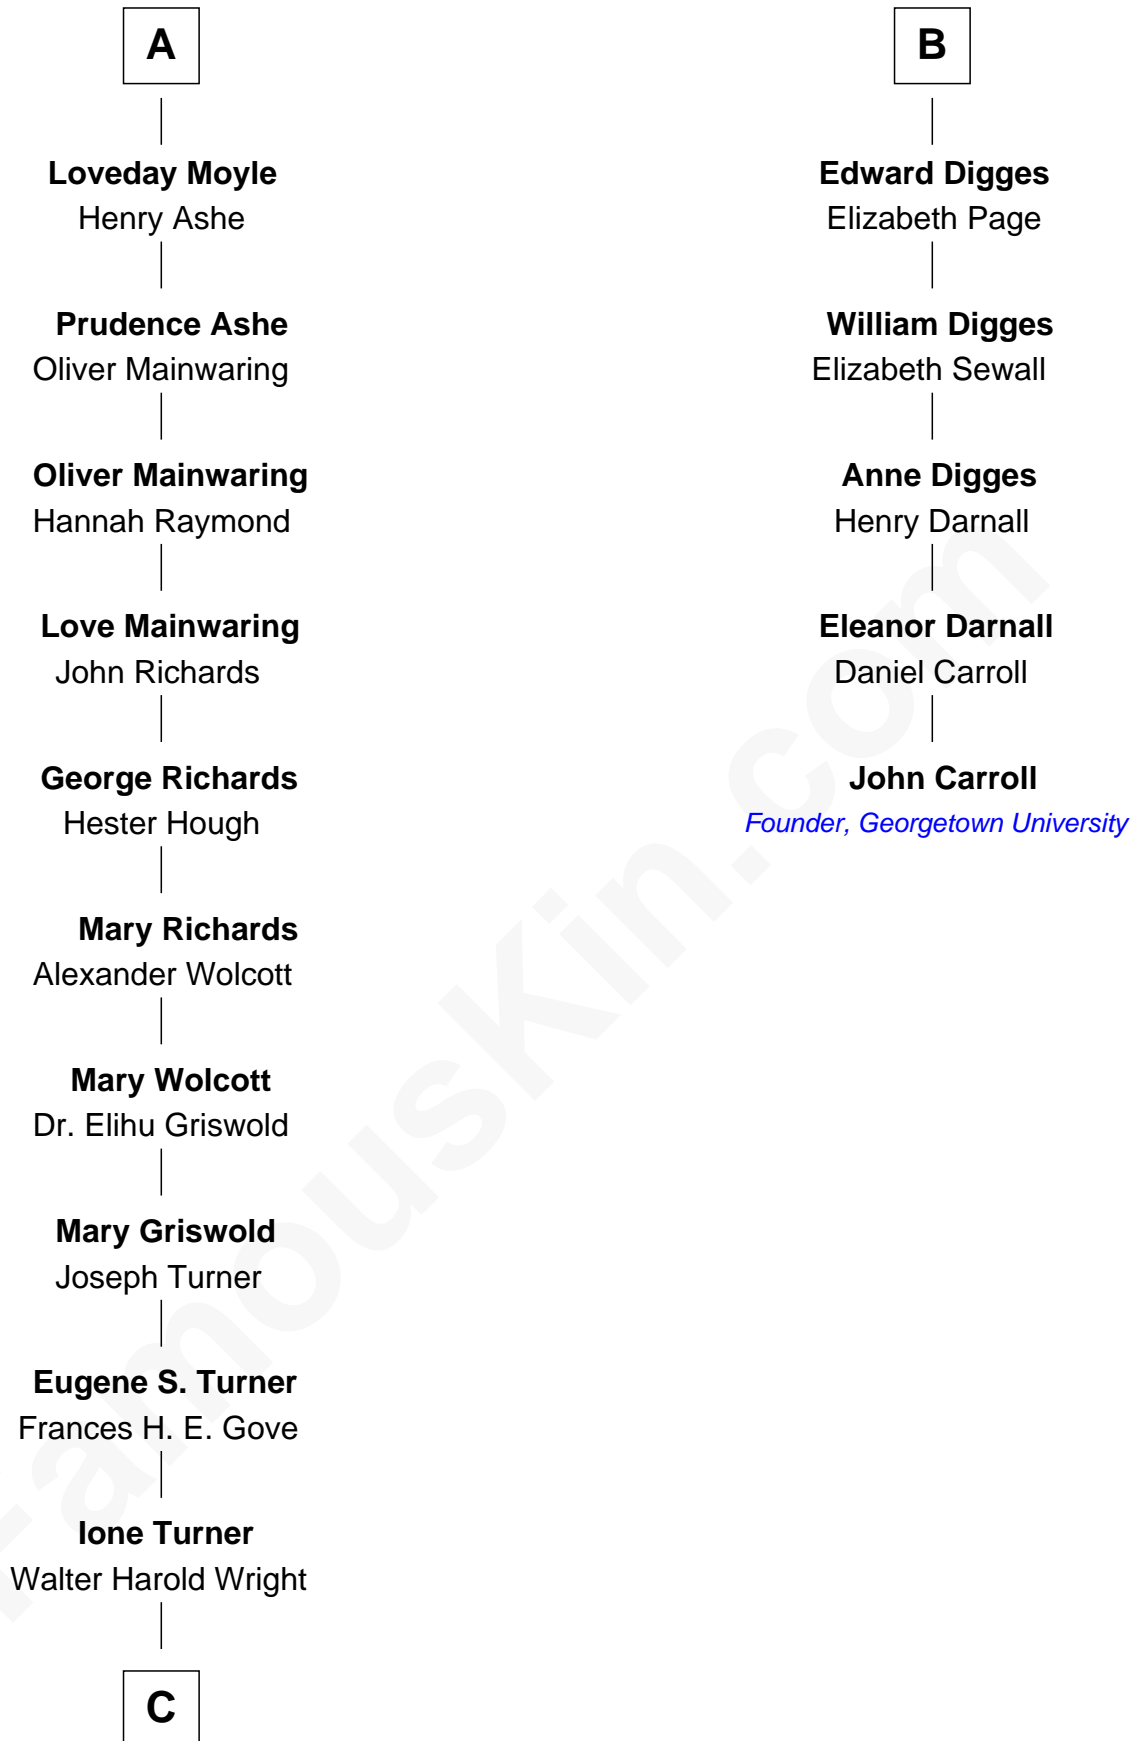 A
Loveday Moyle
Henry Ashe
Prudence Ashe
Oliver Mainwaring
Oliver Mainwaring
Hannah Raymond
Love Mainwaring
John Richards
George Richards
Hester Hough
Mary Richards
Alexander Wolcott
Mary Wolcott
Dr. Elihu Griswold
Mary Griswold
Joseph Turner
Eugene S. Turner
Frances H. E. Gove
Ione Turner
Walter Harold Wright
C
B
Edward Digges
Elizabeth Page
William Digges
Elizabeth Sewall
Anne Digges
Henry Darnall
Eleanor Darnall
Daniel Carroll
John Carroll
Founder, Georgetown University
FamousKin.com